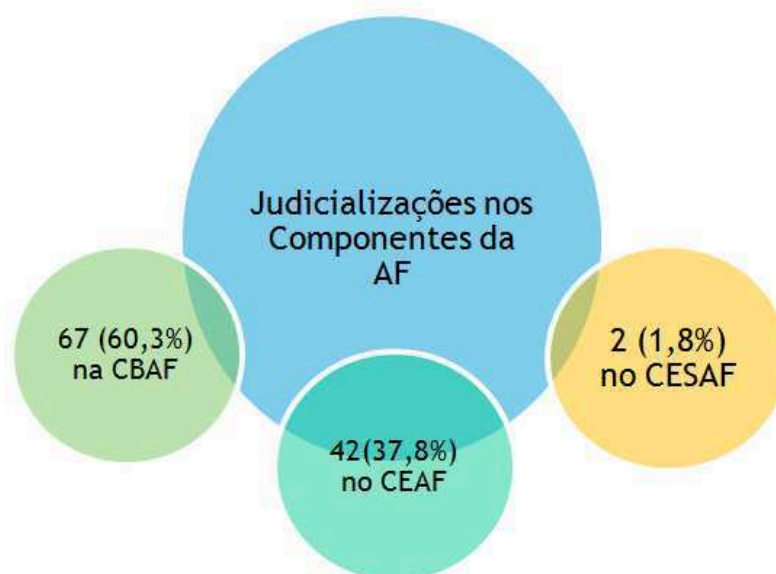 Judicializações nos
Componentes da
AF
67 (60,3%)
na CBAF
42(37,8%)
no CEAF
2 (1,8%)
no CESAF